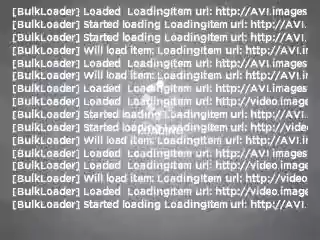 [BulkLoader] Loaded LoadingItem url: http://AVI.images
[BulkLoader] Started loading LoadingItem url: http://AVI.
[BulkLoader] Loaded LoadingItem url: http://AVI.images
[BulkLoader] Will load item: LoadingItem url: http://AVI.i
[BulkLoader] Started loading LoadingItem url: http://AVI.
[BulkLoader] Will load item: LoadingItem url: http://AVI.i
[BulkLoader] Loaded LoadingItem url: http://AVI.images
[BulkLoader] Loaded LoadingItem url: http://video.image
[BulkLoader] Started loading LoadingItem url: http://AVI.
[BulkLoader] Started loading LoadingItem url: http://vide
LOADING
[BulkLoader] Will load item: LoadingItem url: http://AVI.i
[BulkLoader] Loaded LoadingItem url: http://AVI.images
[BulkLoader] Loaded LoadingItem url: http://video.image
[BulkLoader] Will load item: LoadingItem url: http://vide
[BulkLoader] Loaded LoadingItem url: http://video.image
[BulkLoader] Started loading LoadingItem url: http://AVI.